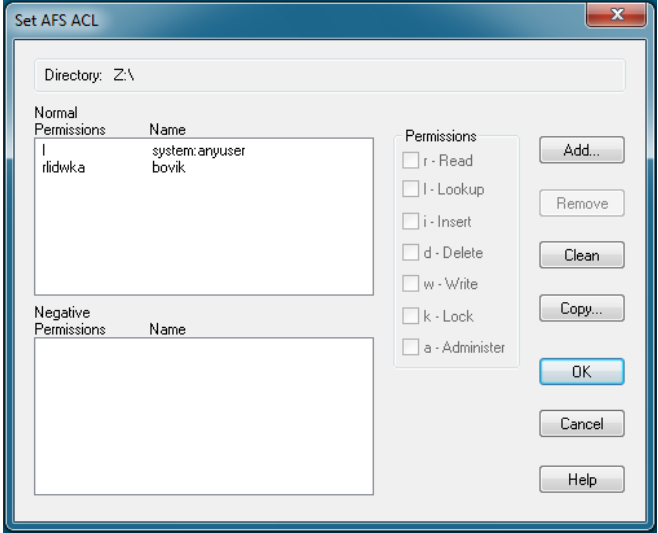 Set AFS ACL
x
Directory: Z:\
Normal
Permissions Name
l system:anyuser
rlidwka bovik
Negative
Permissions Name
Permissions
r - Read
l - Lookup
i - Insert
d - Delete
w - Write
k - Lock
a - Administer
Add...
Remove
Clean
Copy...
OK
Cancel
Help